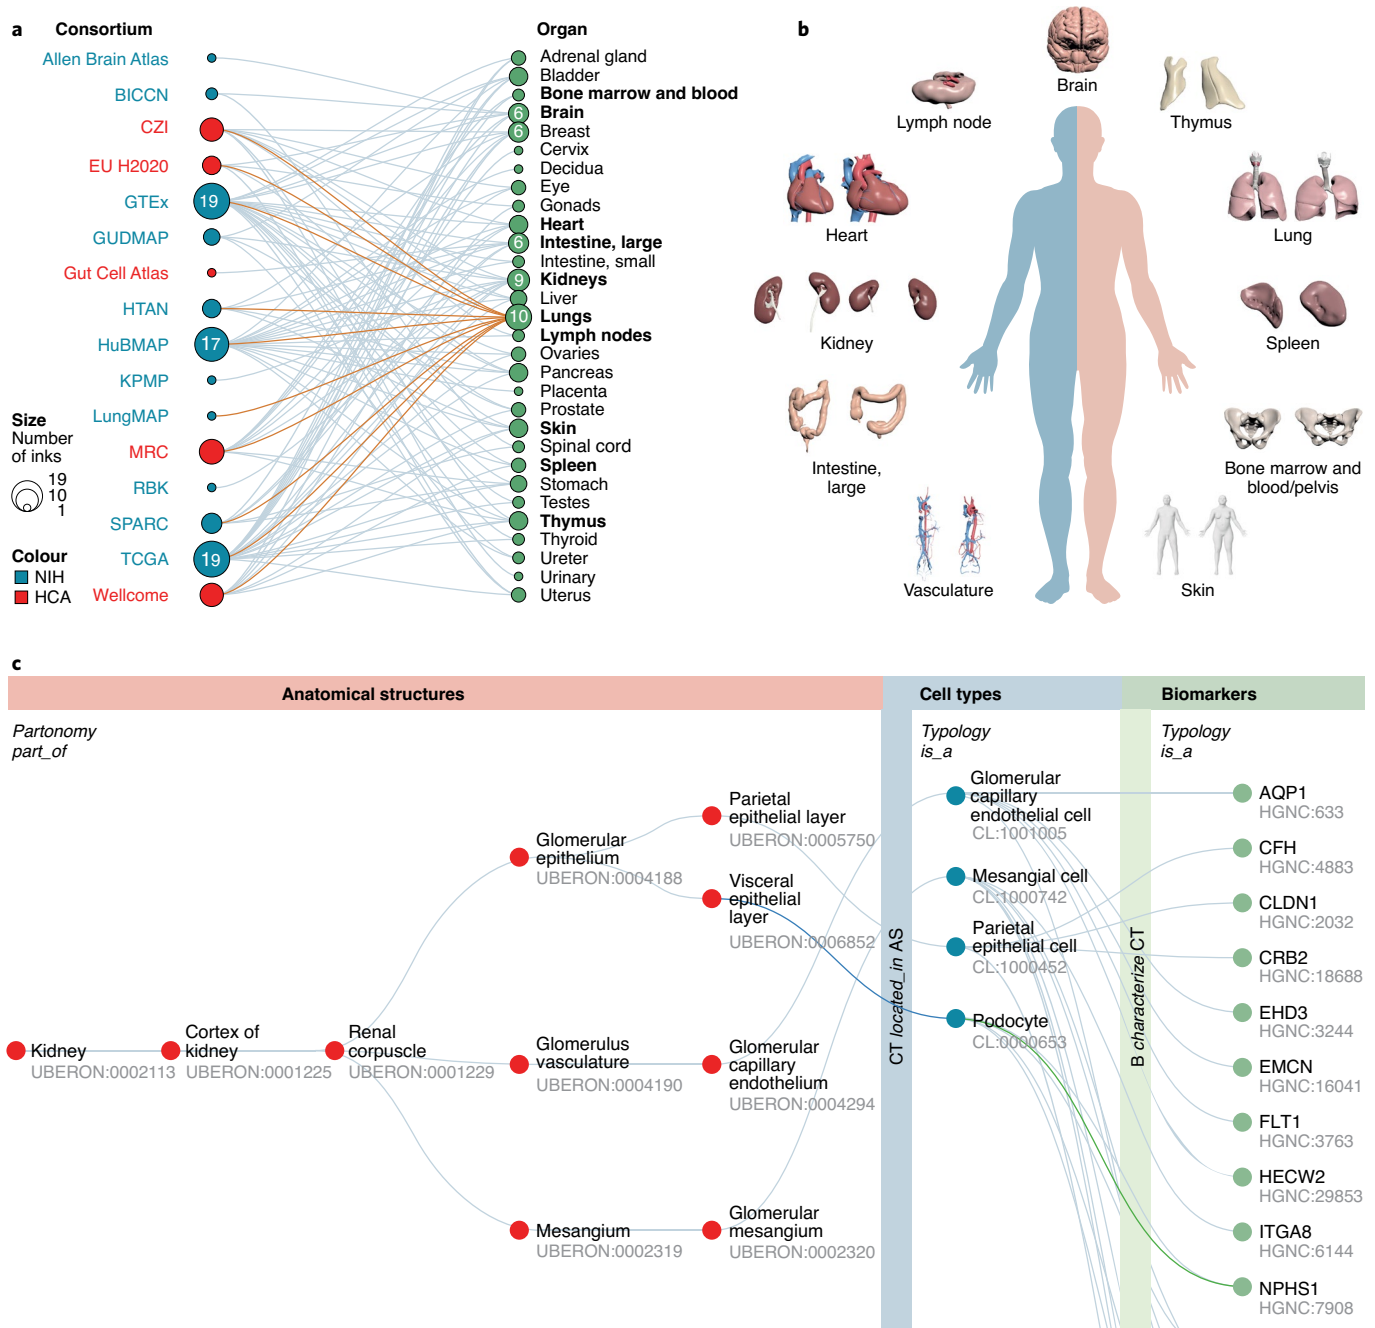 a
Consortium
Organ
Allen Brain Atlas
BICCN
CZI
EU H2020
GTEx
GUDMAP
Gut Cell Atlas
HTAN
HuBMAP
KPMP
LungMAP
MRC
RBK
SPARC
TCGA
Wellcome
19
17
19
Size
Number
of inks
19
10
1
Colour
NIH
HCA
6
6
6
9
10
Adrenal gland
Bladder
Bone marrow and blood
Brain
Breast
Cervix
Decidua
Eye
Gonads
Heart
Intestine, large
Intestine, small
Kidneys
Liver
Lungs
Lymph nodes
Ovaries
Pancreas
Placenta
Prostate
Skin
Spinal cord
Spleen
Stomach
Testes
Thymus
Thyroid
Ureter
Urinary
Uterus
b
Brain
Lymph node
Thymus
Heart
Lung
Kidney
Spleen
Intestine,
large
Bone marrow and
blood/pelvis
Vasculature
Skin
c
Anatomical structures
Cell types
Biomarkers
Partonomy
part_of
Typology
is_a
Typology
is_a
Kidney
UBERON:0002113
Cortex of
kidney
UBERON:0001225
Renal
corpuscle
UBERON:0001229
Glomerular
epithelium
UBERON:0004188
Glomerulus
vasculature
UBERON:0004190
Mesangium
UBERON:0002319
Parietal
epithelial layer
UBERON:0005750
Visceral
epithelial
layer
UBERON:0006852
Glomerular
capillary
endothelium
UBERON:0004294
Glomerular
mesangium
UBERON:0002320
CT located_in AS
Glomerular
capillary
endothelial cell
CL:1001005
Mesangial cell
CL:1000742
Parietal
epithelial cell
CL:1000452
Podocyte
CL:0000653
B characterize CT
AQP1
HGNC:633
CFH
HGNC:4883
CLDN1
HGNC:2032
CRB2
HGNC:18688
EHD3
HGNC:3244
EMCN
HGNC:16041
FLT1
HGNC:3763
HECW2
HGNC:29853
ITGA8
HGNC:6144
NPHS1
HGNC:7908